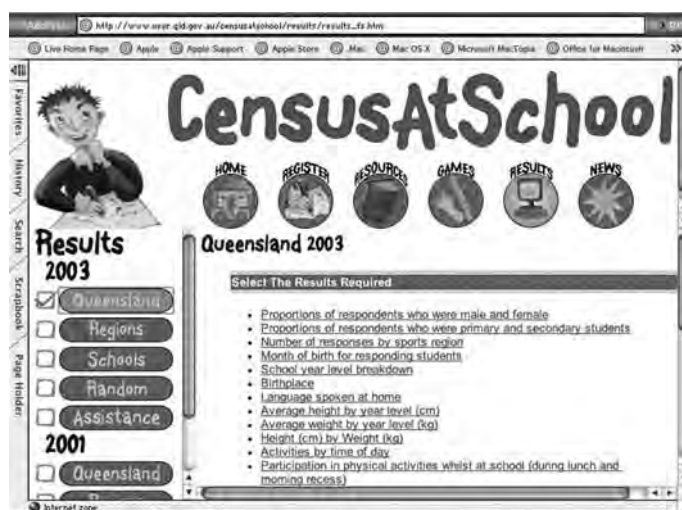 Address http://www.oesr.qld.gov.au/censusatschool/results/results_fs.htm
Live Home Page Apple Apple Support Apple Store .Mac Mac OS X Microsoft MacTopia Office for Macintosh
Favorites
History
Search
Scrapbook
Page Holder
CensusAtSchool
HOME REGISTER RESOURCES GAMES RESULTS NEWS
Results
2003
Queensland
Regions
Schools
Random
Assistance
2001
Queensland
Queensland 2003
Select The Results Required
Proportions of respondents who were male and female
Proportions of respondents who were primary and secondary students
Number of responses by sports region
Month of birth for responding students
School year level breakdown
Birthplace
Language spoken at home
Average height by year level (cm)
Average weight by year level (kg)
Height (cm) by Weight (kg)
Activities by time of day
Participation in physical activities whilst at school (during lunch and
morning recess)
Internet zone